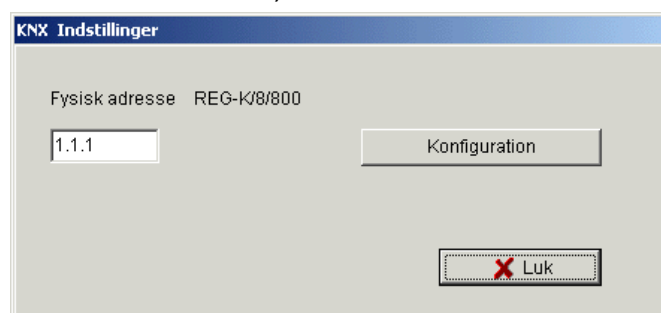 KNX Indstillinger
Fysisk adresse REG-K/8/800
1.1.1
Konfiguration
Luk